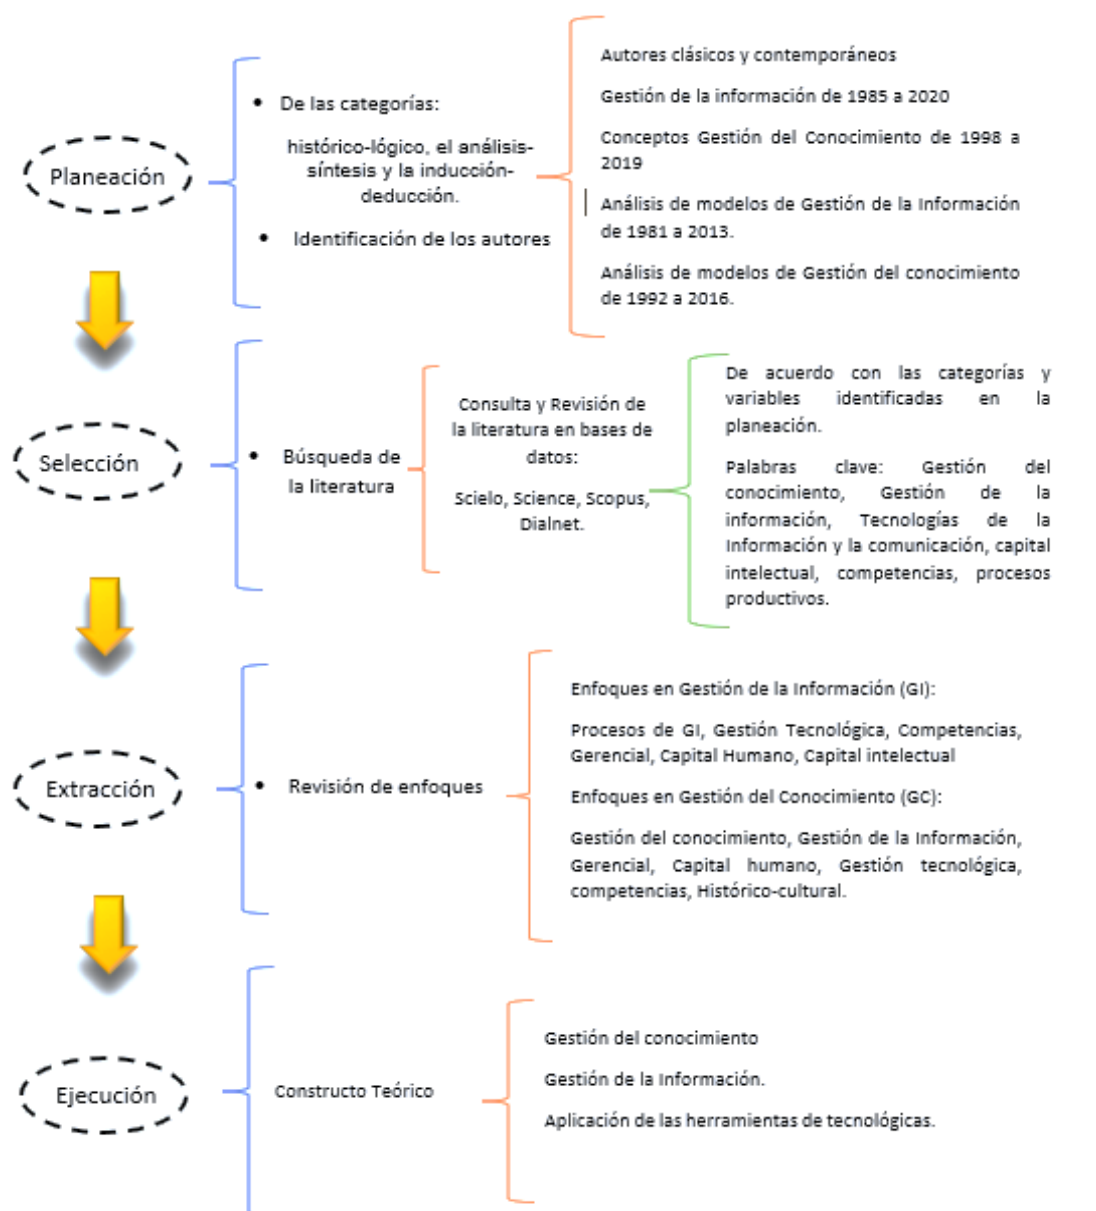 Planeación
• De las categorías:
histórico-lógico, el análisis-
síntesis y la inducción-
deducción.
• Identificación de los autores
Autores clásicos y contemporáneos
Gestión de la información de 1985 a 2020
Conceptos Gestión del Conocimiento de 1998 a
2019
Análisis de modelos de Gestión de la Información
de 1981 a 2013.
Análisis de modelos de Gestión del conocimiento
de 1992 a 2016.
Selección
• Búsqueda de
la literatura
Consulta y Revisión de
la literatura en bases de
datos:
Scielo, Science, Scopus,
Dialnet.
De acuerdo con las categorías y
variables identificadas en la
planeación.
Palabras clave: Gestión del
conocimiento, Gestión de la
información, Tecnologías de la
Información y la comunicación, capital
intelectual, competencias, procesos
productivos.
Extracción
• Revisión de enfoques
Enfoques en Gestión de la Información (GI):
Procesos de GI, Gestión Tecnológica, Competencias,
Gerencial, Capital Humano, Capital intelectual
Enfoques en Gestión del Conocimiento (GC):
Gestión del conocimiento, Gestión de la Información,
Gerencial, Capital humano, Gestión tecnológica,
competencias, Histórico-cultural.
Ejecución
Constructo Teórico
Gestión del conocimiento
Gestión de la Información.
Aplicación de las herramientas de tecnológicas.